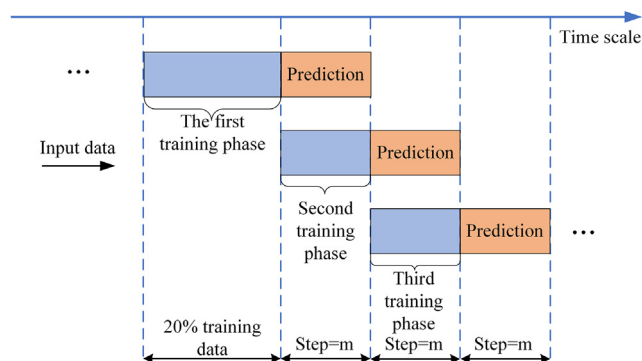 Time scale
...
Prediction
The first
training phase
Input data
Prediction
Second
training
phase
Prediction
...
Third
training
phase
20% training
data
Step=m
Step=m
Step=m